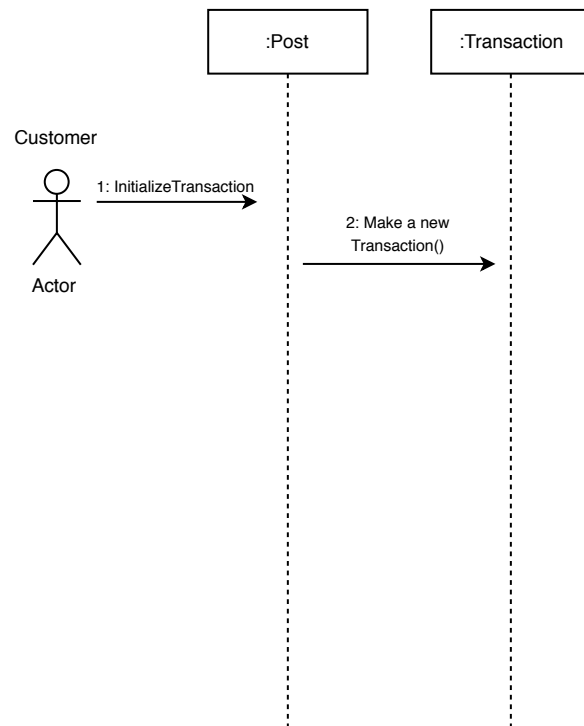 :Post
:Transaction
Customer
1: InitializeTransaction
2: Make a new
Transaction()
Actor